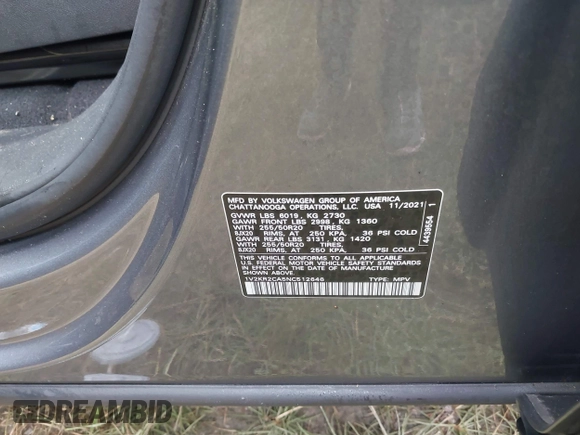 MFD BY VOLKSWAGEN GROUP OF AMERICA
CHATTANOOGA OPERATIONS, LLC. USA 11/2021
GVWR LBS 6019 , KG 2730
GAWR FRONT LBS 2998 , KG 1360
WITH 255/50R20 TIRES,
8JX20 RIMS, AT 250 KPA, 36 PSI COLD
GAWR REAR LBS 3131 , KG 1420
WITH 255/50R20 TIRES,
8JX20 RIMS, AT 250 KPA, 36 PSI COLD
THIS VEHICLE CONFORMS TO ALL APPLICABLE
U.S. FEDERAL MOTOR VEHICLE SAFETY STANDARDS
IN EFFECT ON THE DATE OF MANUFACTURE
SHOWN ABOVE.
1V2KR2CA5NC512646 TYPE: MPV
4439554 1
DREAMBID